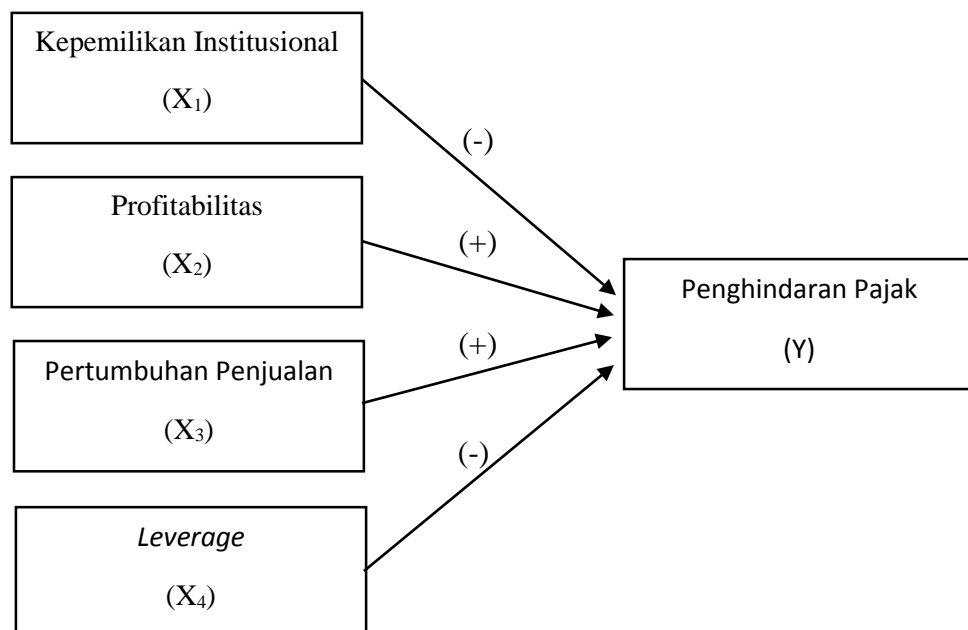 Kepemilikan Institusional
(X₁)
(-)
Profitabilitas
(X₂)
(+)
Penghindaran Pajak
(Y)
Pertumbuhan Penjualan
(X₃)
(+)
(-)
Leverage
(X₄)